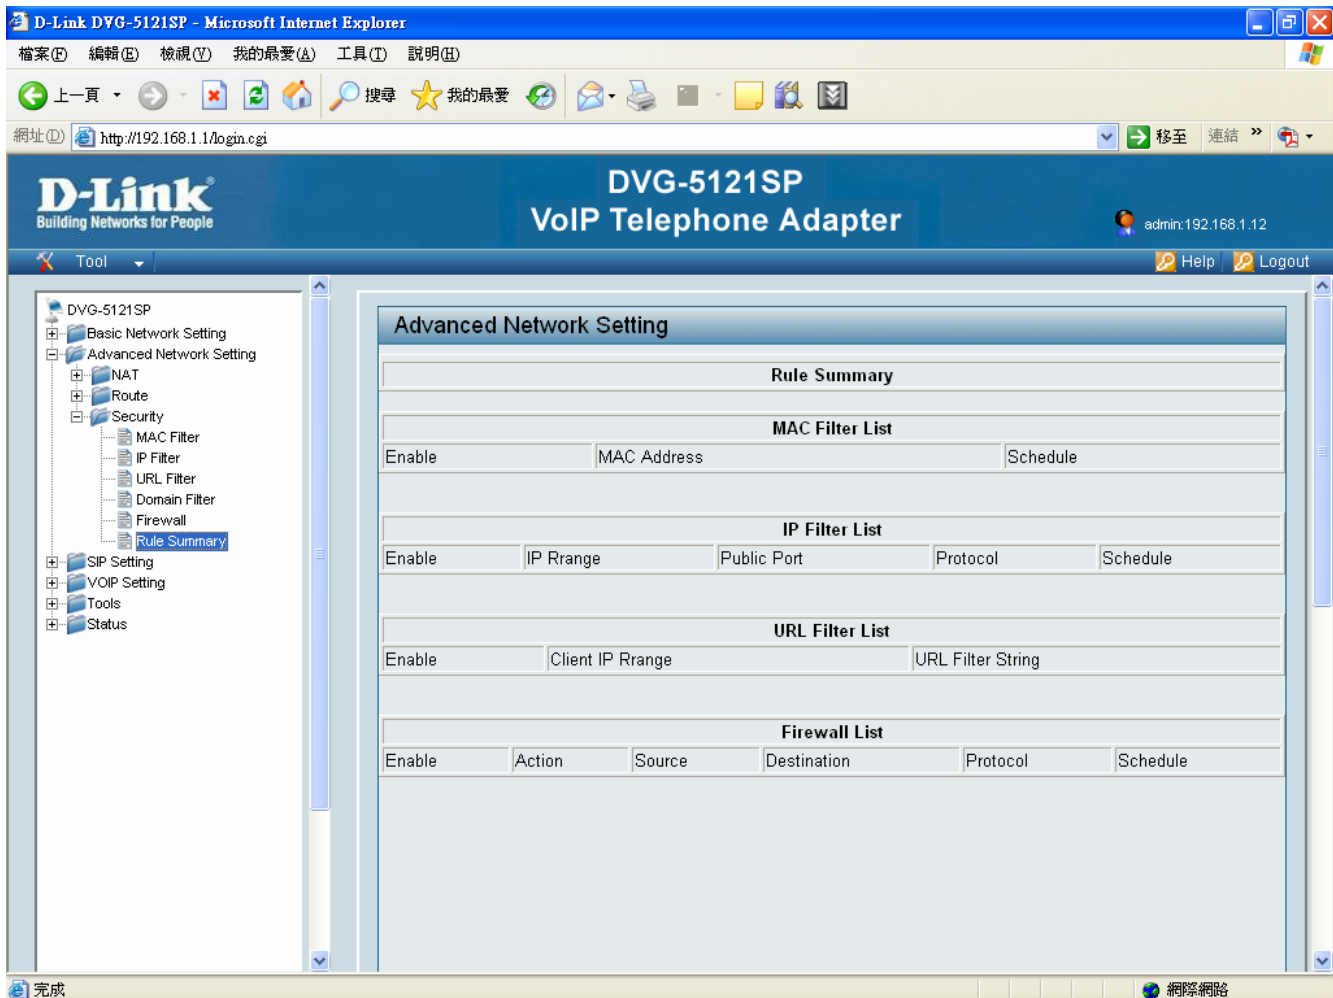 D-Link DVG-5121SP - Microsoft Internet Explorer
檔案(F) 編輯(E) 檢視(V) 我的最愛(A) 工具(T) 說明(H)
上一頁 搜尋 我的最愛
網址(D) http://192.168.1.1/login.cgi 移至 連結 »
D-Link®
Building Networks for People
DVG-5121SP
VoIP Telephone Adapter
admin:192.168.1.12
Tool Help Logout
DVG-5121SP
Basic Network Setting
Advanced Network Setting
NAT
Route
Security
MAC Filter
IP Filter
URL Filter
Domain Filter
Firewall
Rule Summary
SIP Setting
VOIP Setting
Tools
Status
Advanced Network Setting
Rule Summary
MAC Filter List
Enable MAC Address Schedule
IP Filter List
Enable IP Rrange Public Port Protocol Schedule
URL Filter List
Enable Client IP Rrange URL Filter String
Firewall List
Enable Action Source Destination Protocol Schedule
完成 網際網路